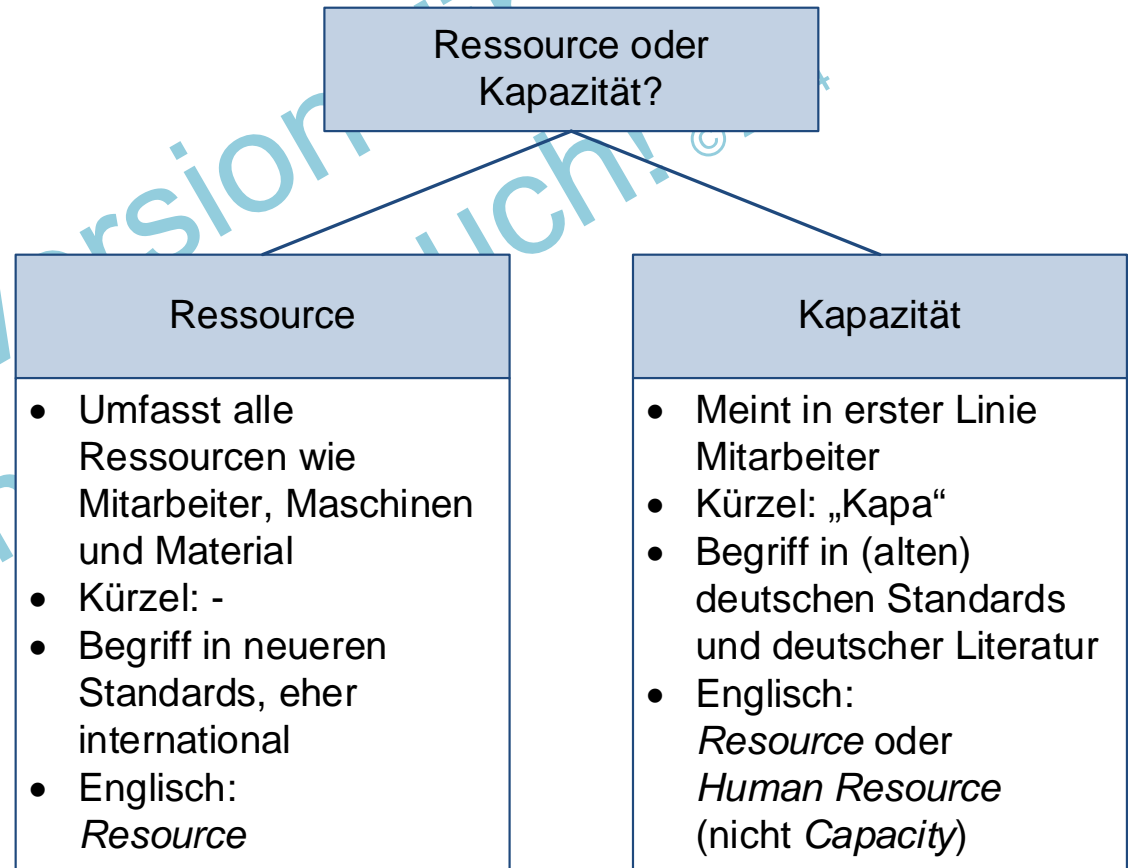 Ressource oder
Kapazität?
Ressource
• Umfasst alle
Ressourcen wie
Mitarbeiter, Maschinen
und Material
• Kürzel: -
• Begriff in neueren
Standards, eher
international
• Englisch:
Resource
Kapazität
• Meint in erster Linie
Mitarbeiter
• Kürzel: „Kapa“
• Begriff in (alten)
deutschen Standards
und deutscher Literatur
• Englisch:
Resource oder
Human Resource
(nicht Capacity)